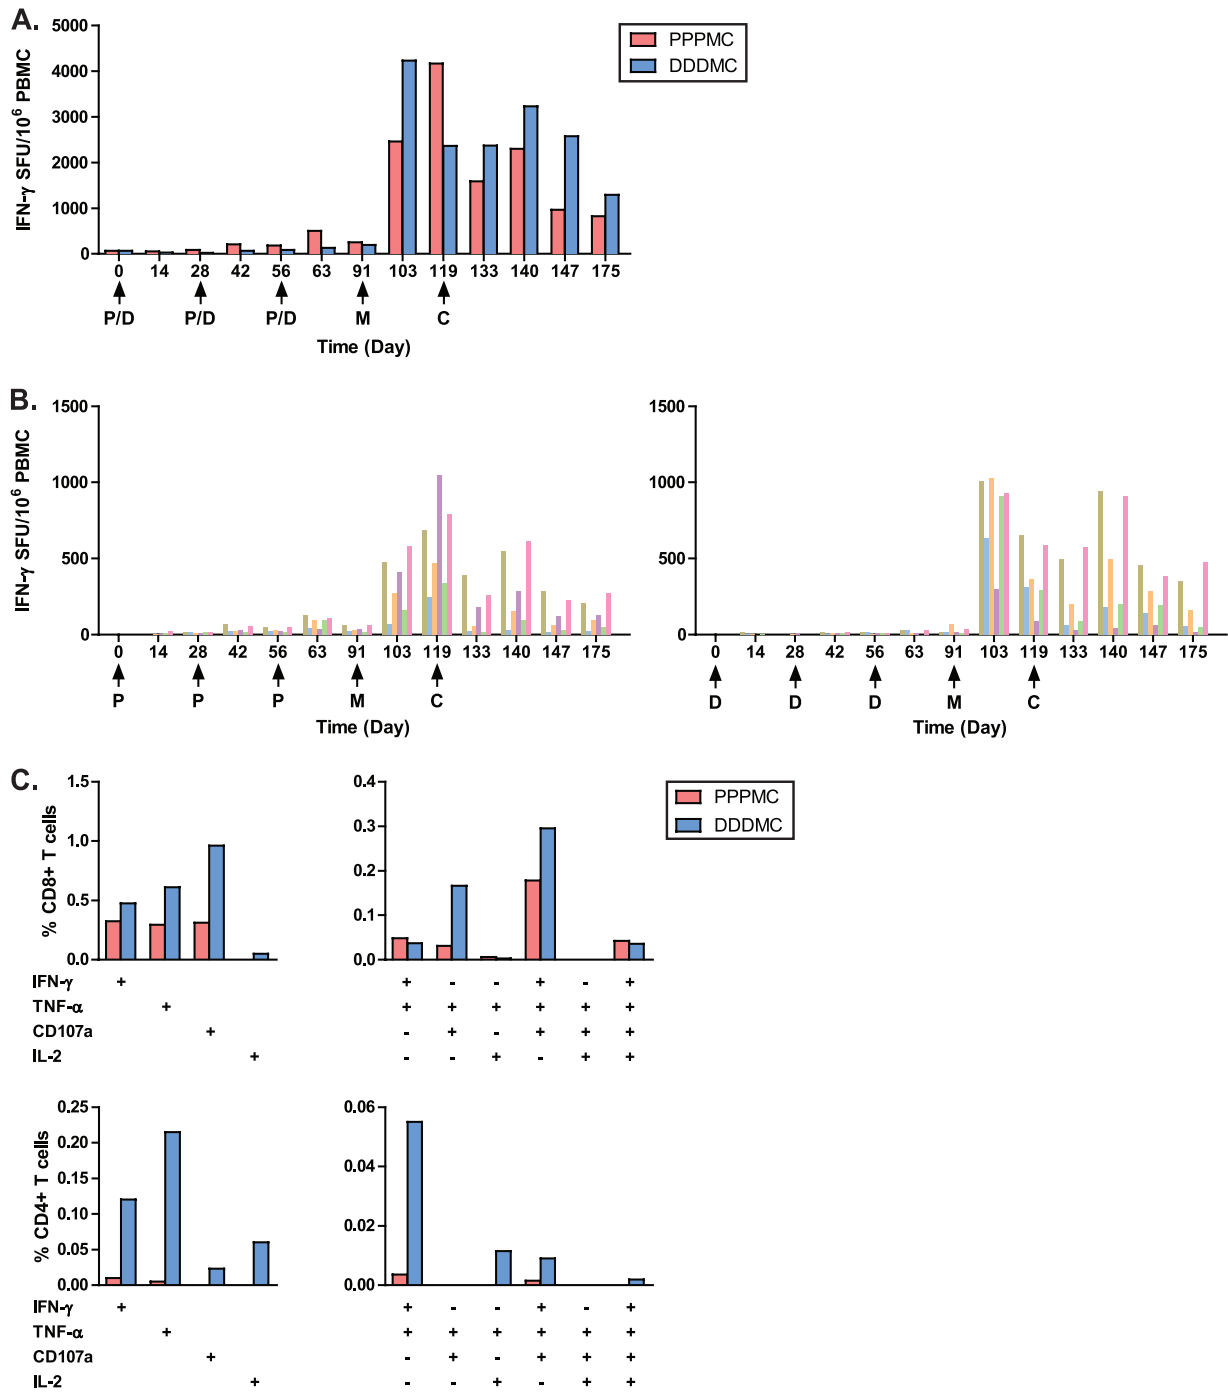 A.
IFN-γ SFU/10⁶ PBMC
5000
4000
3000
2000
1000
0
PPPMC
DDDMC
0 14 28 42 56 63 91 103 119 133 140 147 175
P/D P/D P/D M C
Time (Day)
B.
IFN-γ SFU/10⁶ PBMC
1500
1000
500
0
0 14 28 42 56 63 91 103 119 133 140 147 175
P P P M C
Time (Day)
1500
1000
500
0
0 14 28 42 56 63 91 103 119 133 140 147 175
D D D M C
Time (Day)
C.
% CD8+ T cells
1.5
1.0
0.5
0.0
0.4
0.3
0.2
0.1
0.0
PPPMC
DDDMC
IFN-γ + + - - + - +
TNF-α + + + + + + +
CD107a + - + - + + +
IL-2 + - - + - + +
% CD4+ T cells
0.25
0.20
0.15
0.10
0.05
0.00
0.06
0.04
0.02
0.00
IFN-γ + + - - + - +
TNF-α + + + + + + +
CD107a + - + - + + +
IL-2 + - - + - + +